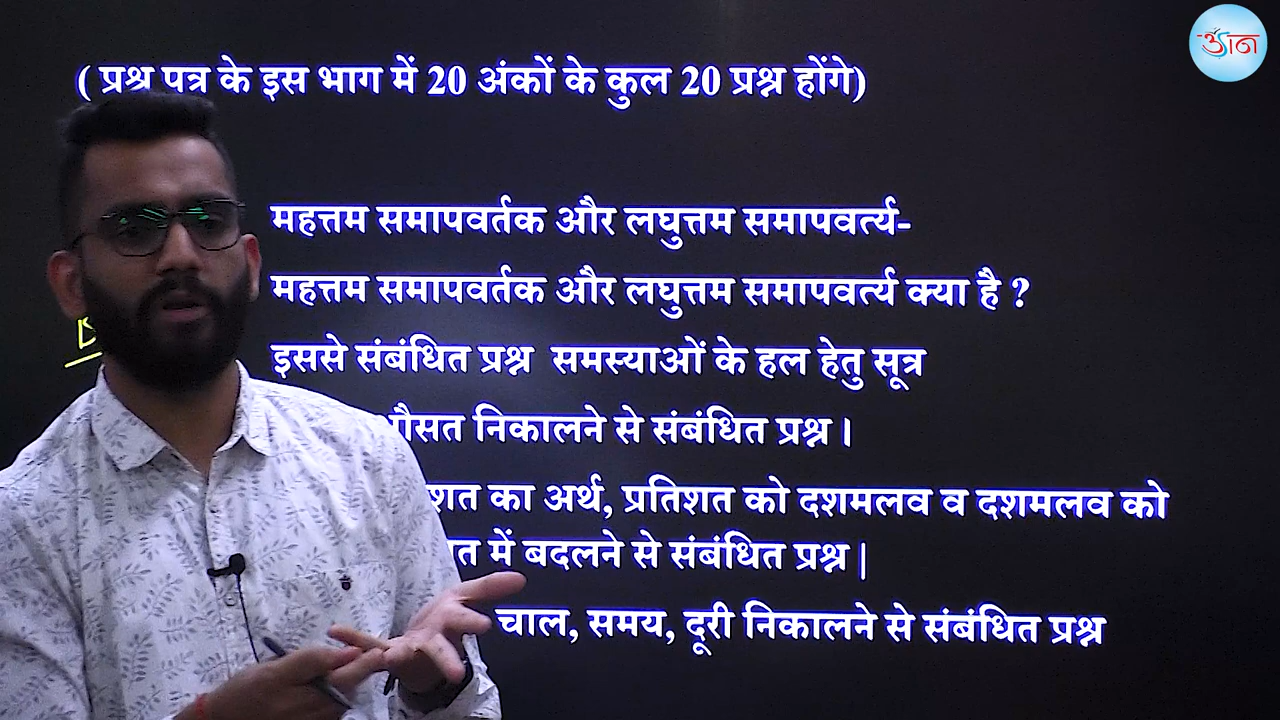 ( प्रश्न पत्र के इस भाग में 20 अंकों के कुल 20 प्रश्न होंगे)
महत्तम समापवर्तक और लघुत्तम समापवर्त्य-
महत्तम समापवर्तक और लघुत्तम समापवर्त्य क्या है ?
इससे संबंधित प्रश्न समस्याओं के हल हेतु सूत्र
निकालने से संबंधित प्रश्न ।
का अर्थ, प्रतिशत को दशमलव व दशमलव को
में बदलने से संबंधित प्रश्न |
चाल, समय, दूरी निकालने से संबंधित प्रश्न